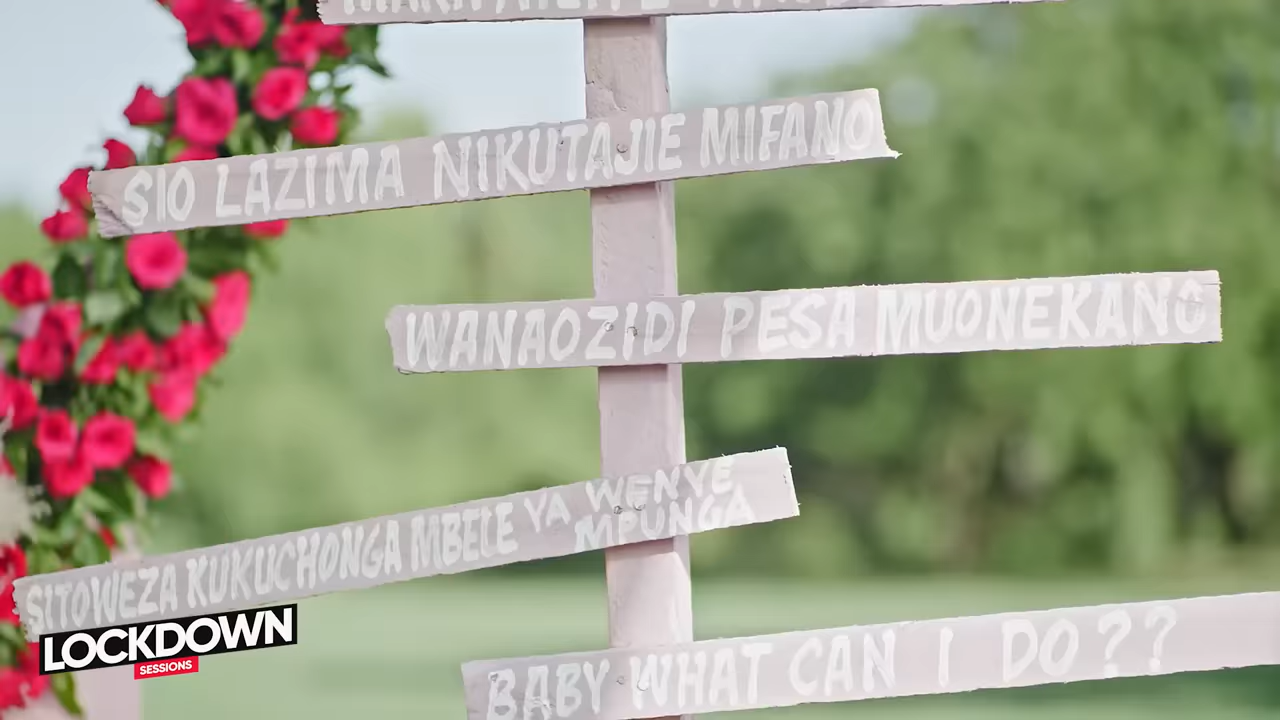 SIO LAZIMA NIKUTAJIE MIFANO
WANAOZIDI PESA MUONEKANO
SITOWEZA KUKUCHONGA MBELE YA WENYE
MPUNGA
BABY WHAT CAN I DO??
LOCKDOWN
SESSIONS